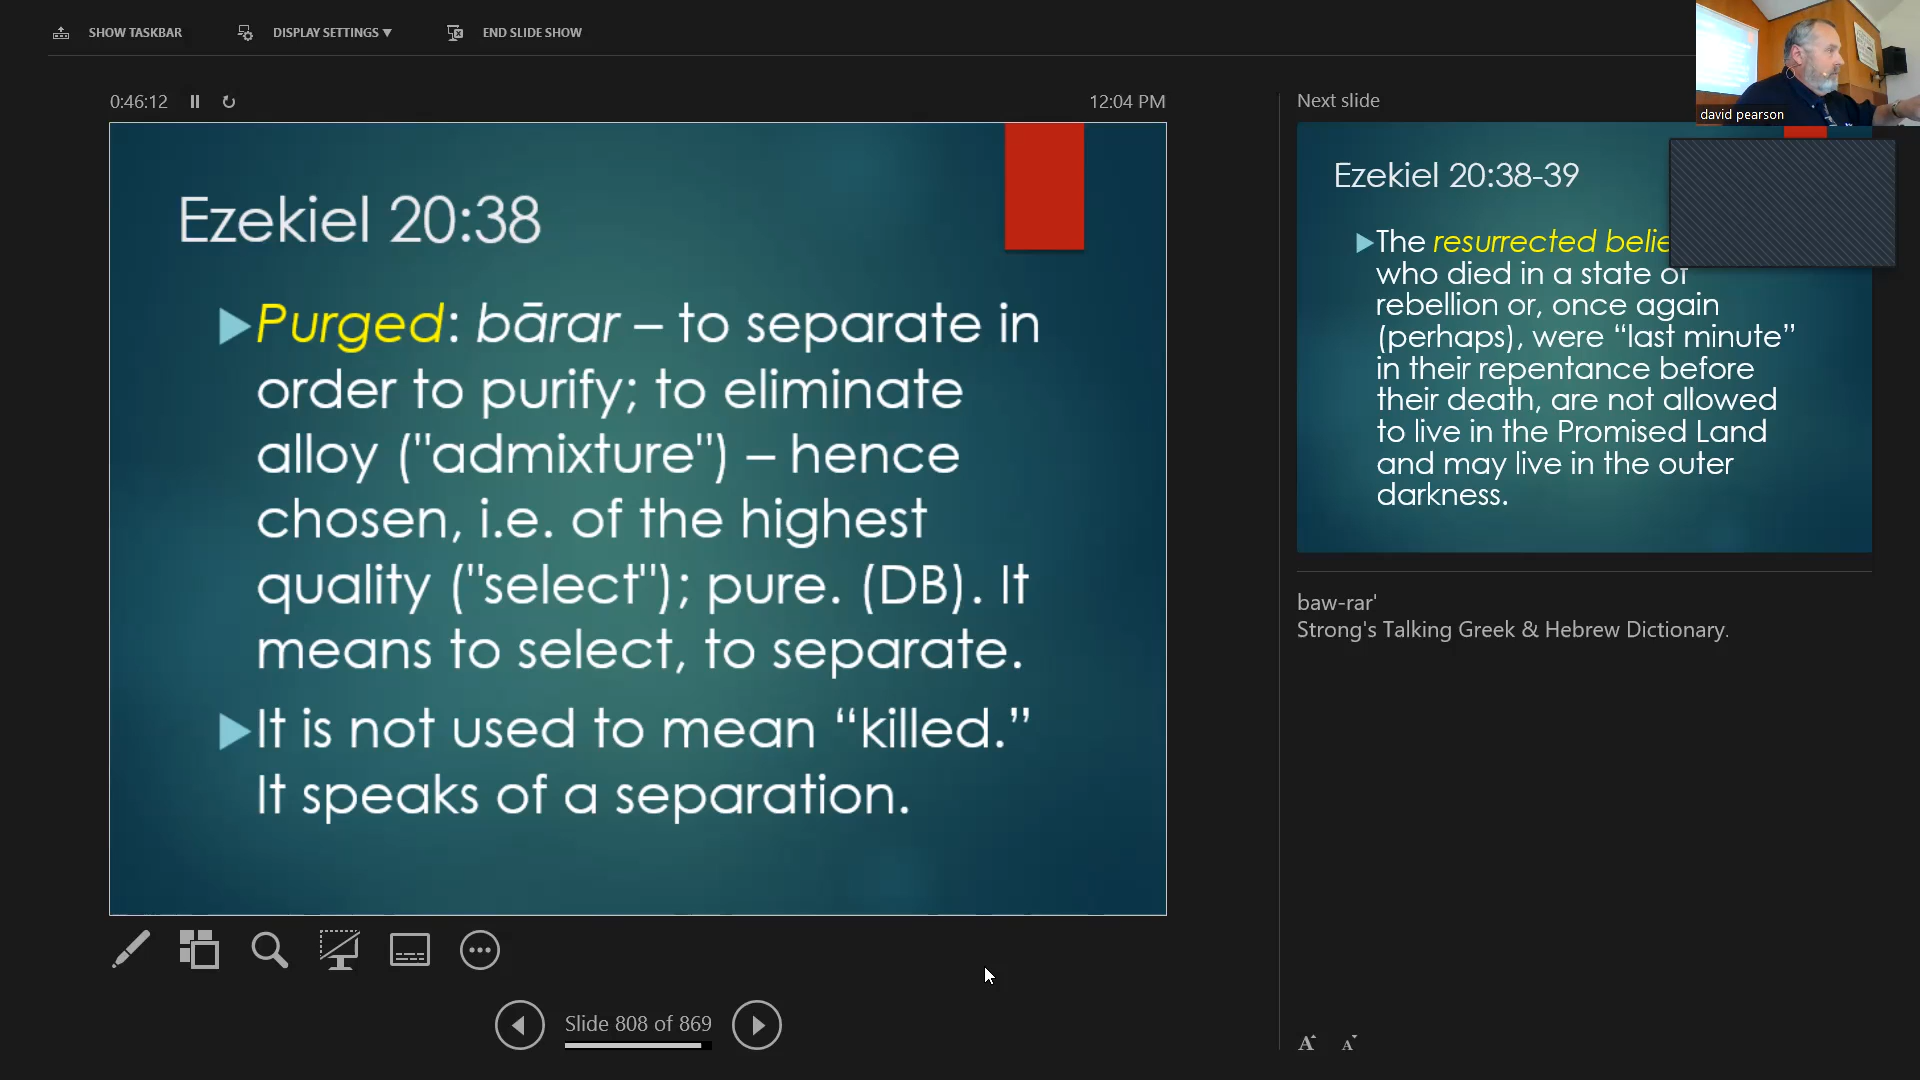 SHOW TASKBAR
DISPLAY SETTINGS ▼
END SLIDE SHOW
0:46:12
12:04 PM
Ezekiel 20:38
Purged: bārar – to separate in
order to purify; to eliminate
alloy ("admixture") – hence
chosen, i.e. of the highest
quality ("select"); pure. (DB). It
means to select, to separate.
It is not used to mean “killed.”
It speaks of a separation.
Slide 808 of 869
Next slide
david pearson
Ezekiel 20:38-39
The resurrected
who died in a state of
rebellion or, once again
(perhaps), were “last minute”
in their repentance before
their death, are not allowed
to live in the Promised Land
and may live in the outer
darkness.
baw-rar'
Strong's Talking Greek & Hebrew Dictionary.
A A